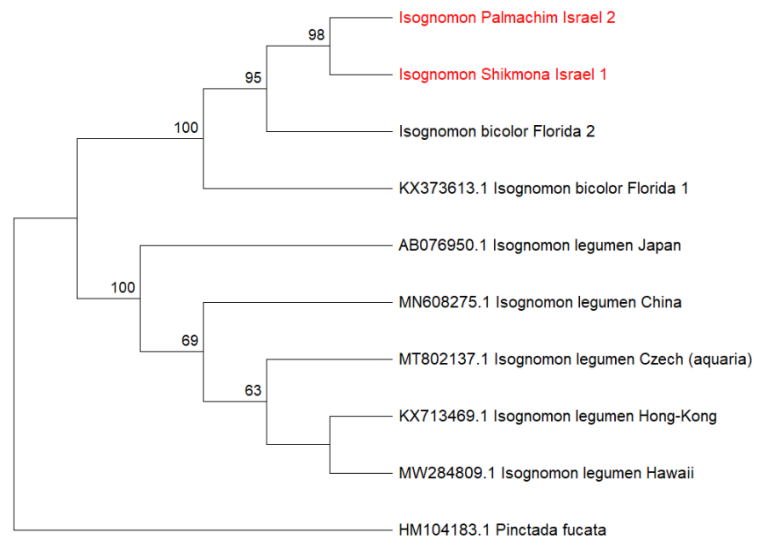 Isognomon Palmachim Israel 2
98
Isognomon Shikmona Israel 1
95
Isognomon bicolor Florida 2
100
KX373613.1 Isognomon bicolor Florida 1
AB076950.1 Isognomon legumen Japan
100
MN608275.1 Isognomon legumen China
69
MT802137.1 Isognomon legumen Czech (aquaria)
63
KX713469.1 Isognomon legumen Hong-Kong
MW284809.1 Isognomon legumen Hawaii
HM104183.1 Pinctada fucata